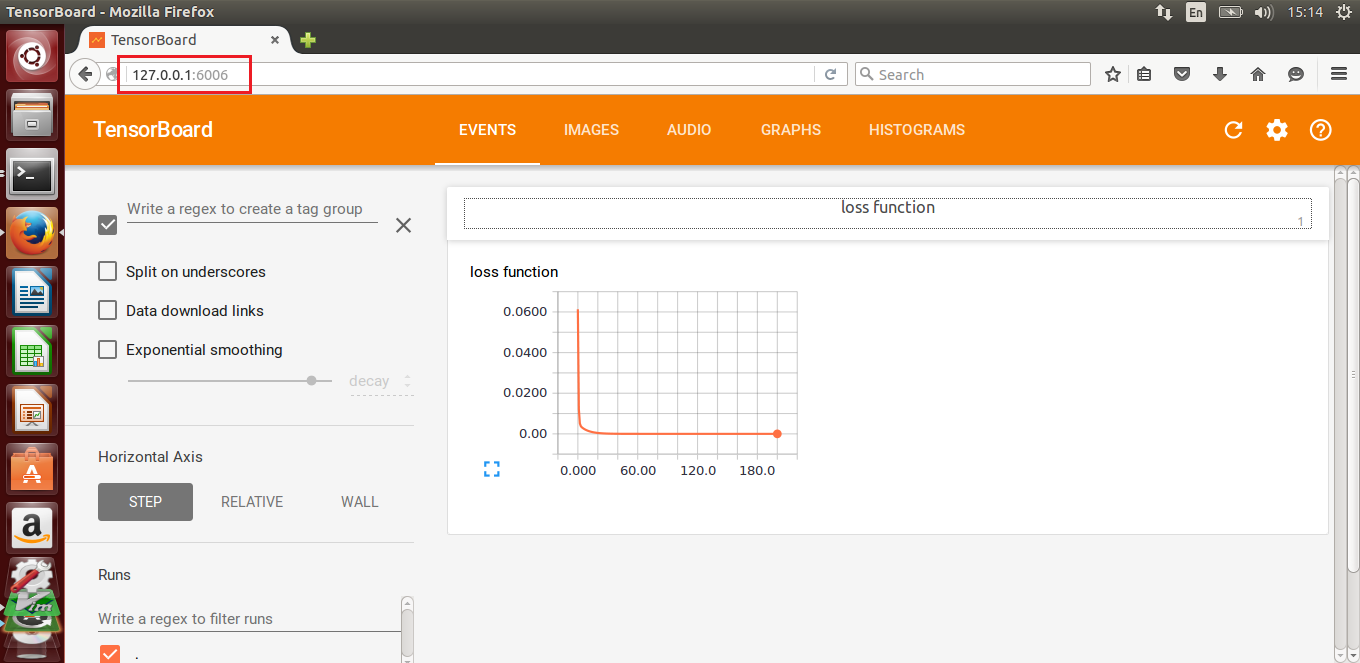 TensorBoard - Mozilla Firefox
En
15:14
TensorBoard
127.0.0.1:6006
Search
TensorBoard
EVENTS
IMAGES
AUDIO
GRAPHS
HISTOGRAMS
Write a regex to create a tag group
Split on underscores
Data download links
Exponential smoothing
decay
Horizontal Axis
STEP
RELATIVE
WALL
Runs
Write a regex to filter runs
.
loss function
1
loss function
0.0600
0.0400
0.0200
0.00
0.000 60.00 120.0 180.0
A
a
Vim